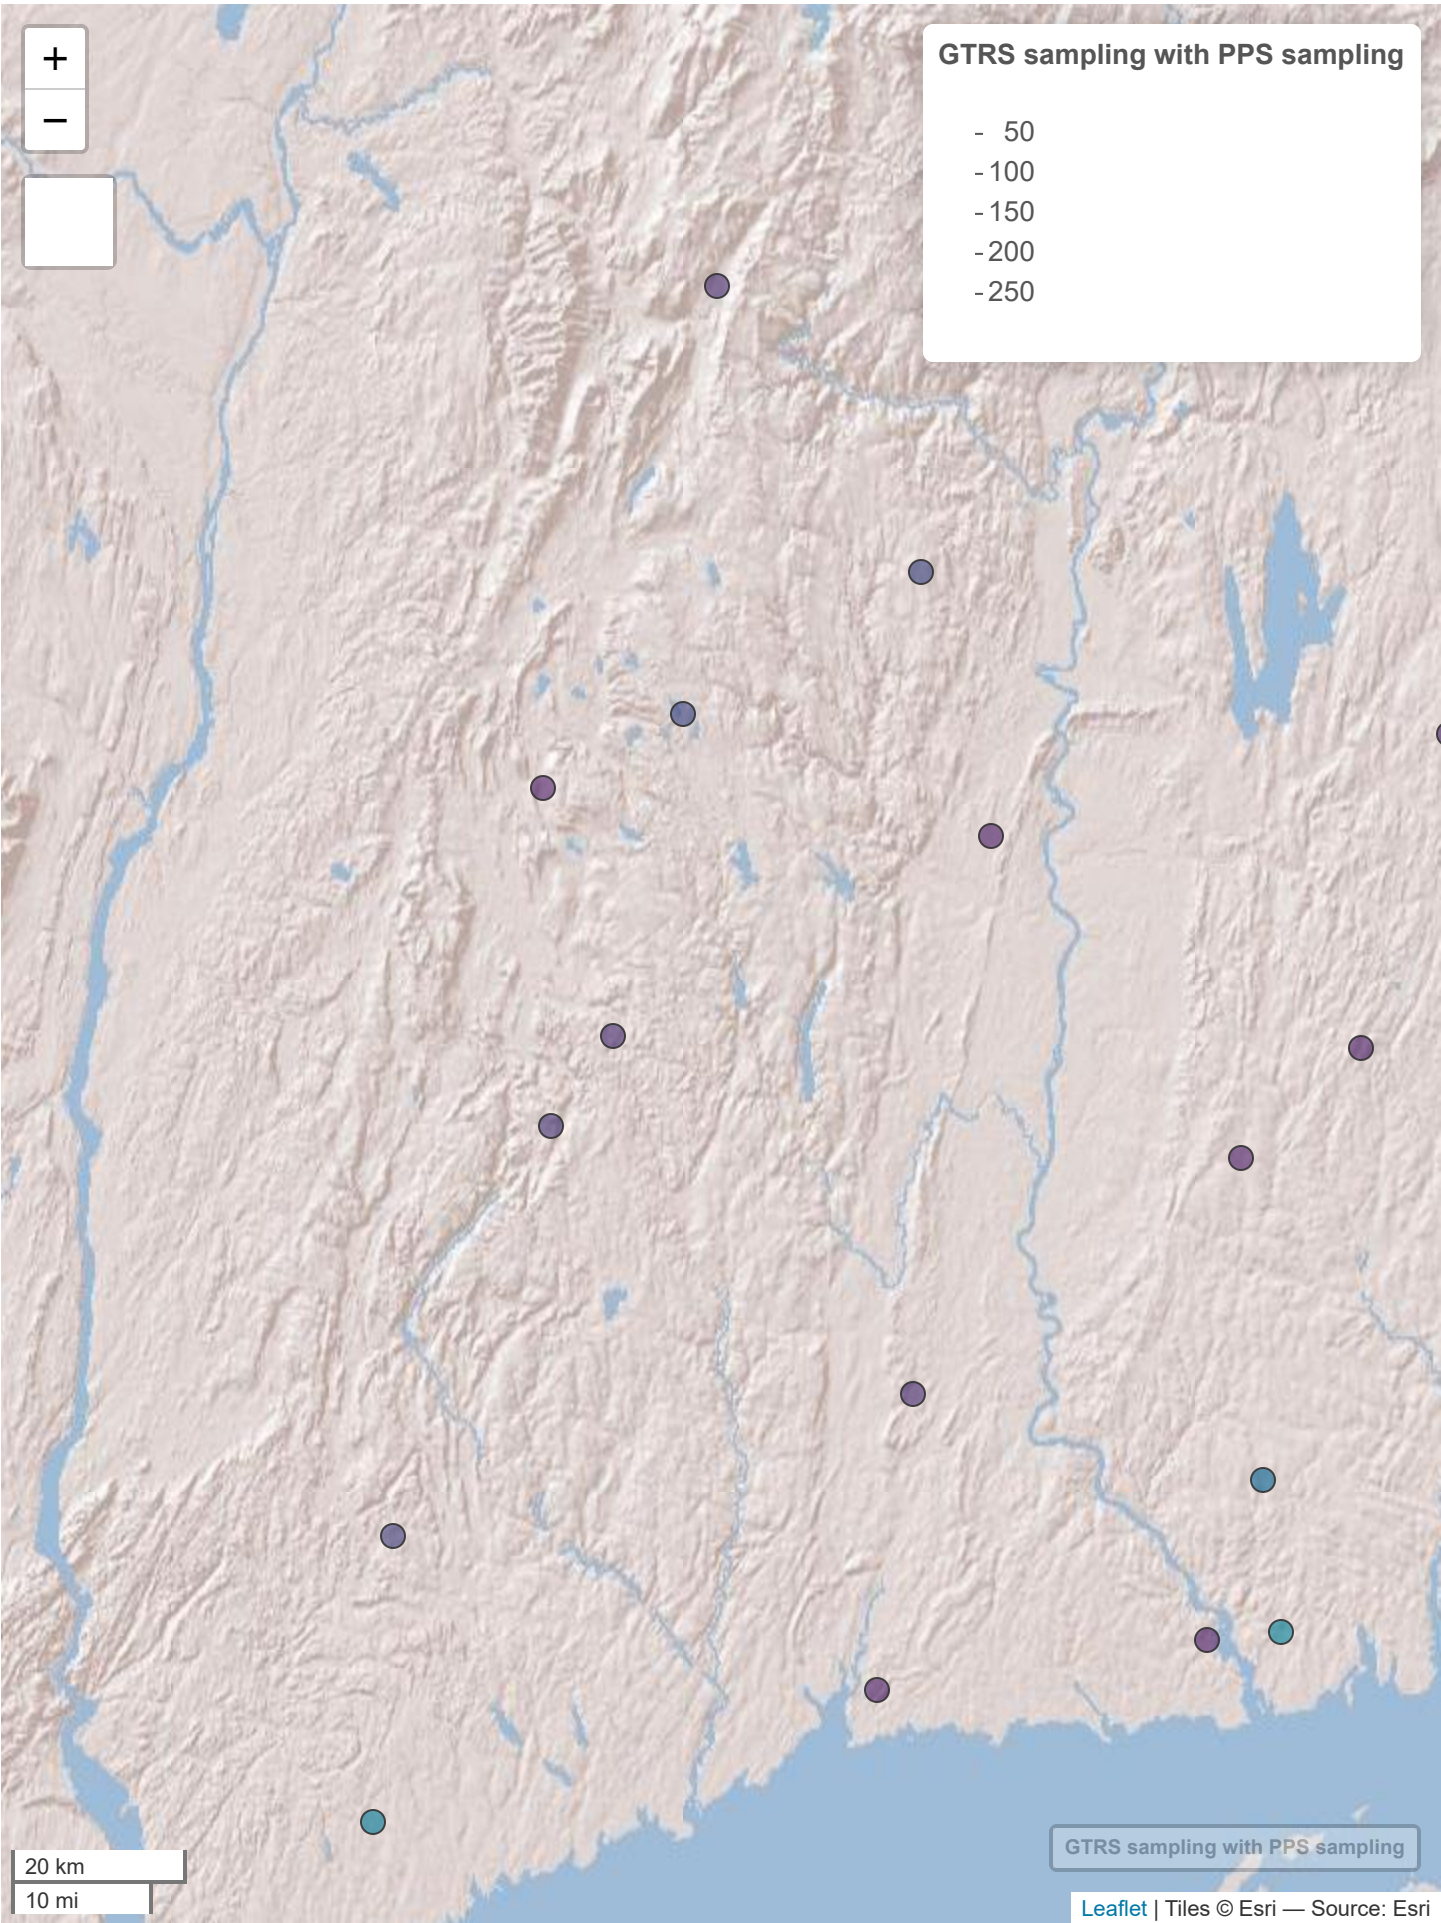 +
−
GTRS sampling with PPS sampling
- 50
- 100
- 150
- 200
- 250
GTRS sampling with PPS sampling
20 km
10 mi
Leaflet | Tiles © Esri — Source: Esri